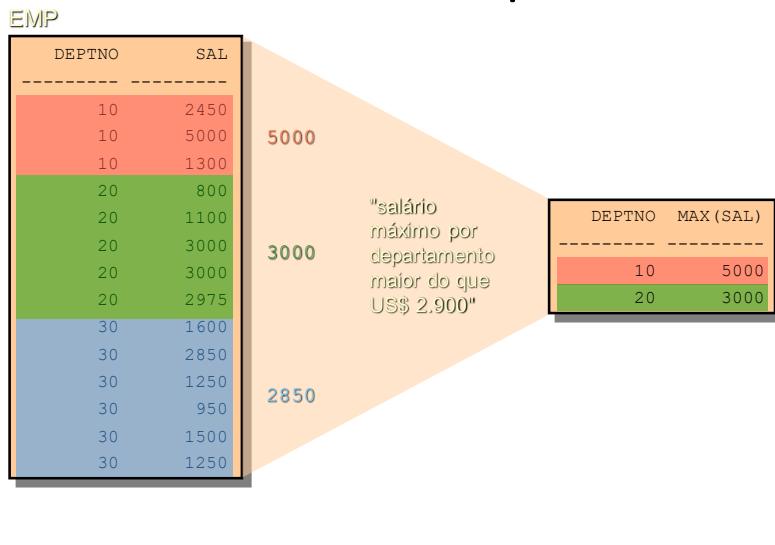 EMP
DEPTNO SAL
--------- ---------
10 2450
10 5000
10 1300
20 800
20 1100
20 3000
20 3000
20 2975
30 1600
30 2850
30 1250
30 950
30 1500
30 1250
5000
3000
2850
"salário
máximo por
departamento
maior do que
US$ 2.900"
DEPTNO MAX(SAL)
--------- ---------
10 5000
20 3000